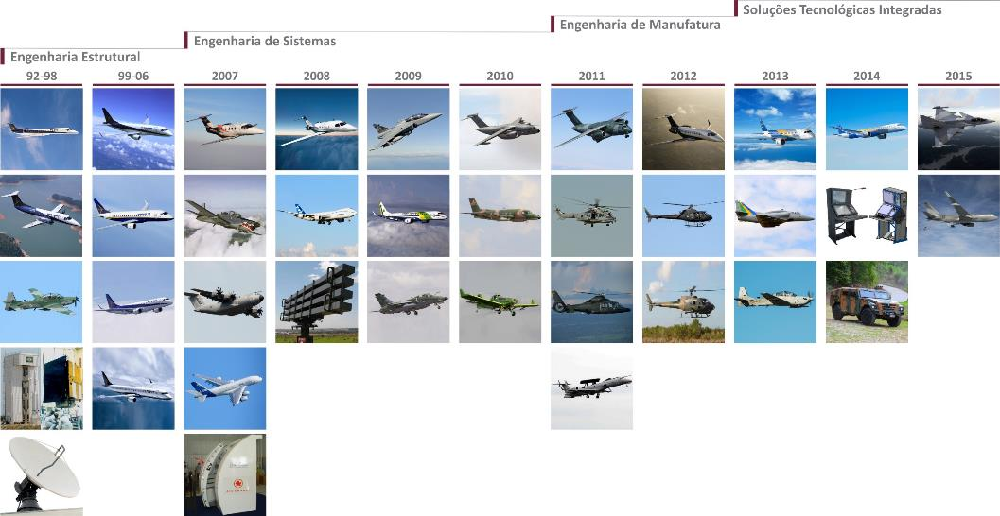 Soluções Tecnológicas Integradas
Engenharia de Manufatura
Engenharia de Sistemas
Engenharia Estrutural
92-98 99-06 2007 2008 2009 2010 2011 2012 2013 2014 2015